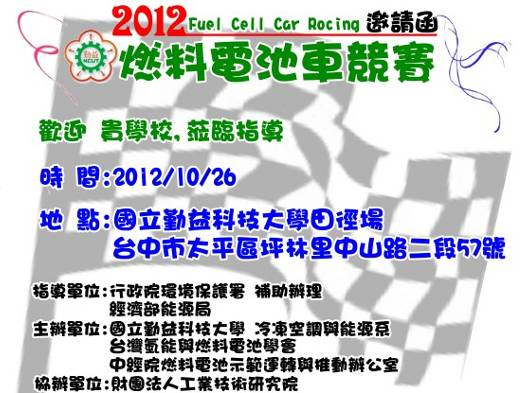 2012 Fuel Cell Car Rocing 邀請函
勤益
NCUT
燃料電池車競賽
歡迎 貴學校,蒞臨指導
時 間:2012/10/26
地 點:國立勤益科技大學田徑場
台中市太平區坪林里中山路二段57號
指導單位:行政院環境保護署 補助辦理
經濟部能源局
主辦單位:國立勤益科技大學 冷凍空調與能源系
台灣氫能與燃料電池學會
中經院燃料電池示範運轉與推動辦公室
協辦單位:財團法人工業技術研究院